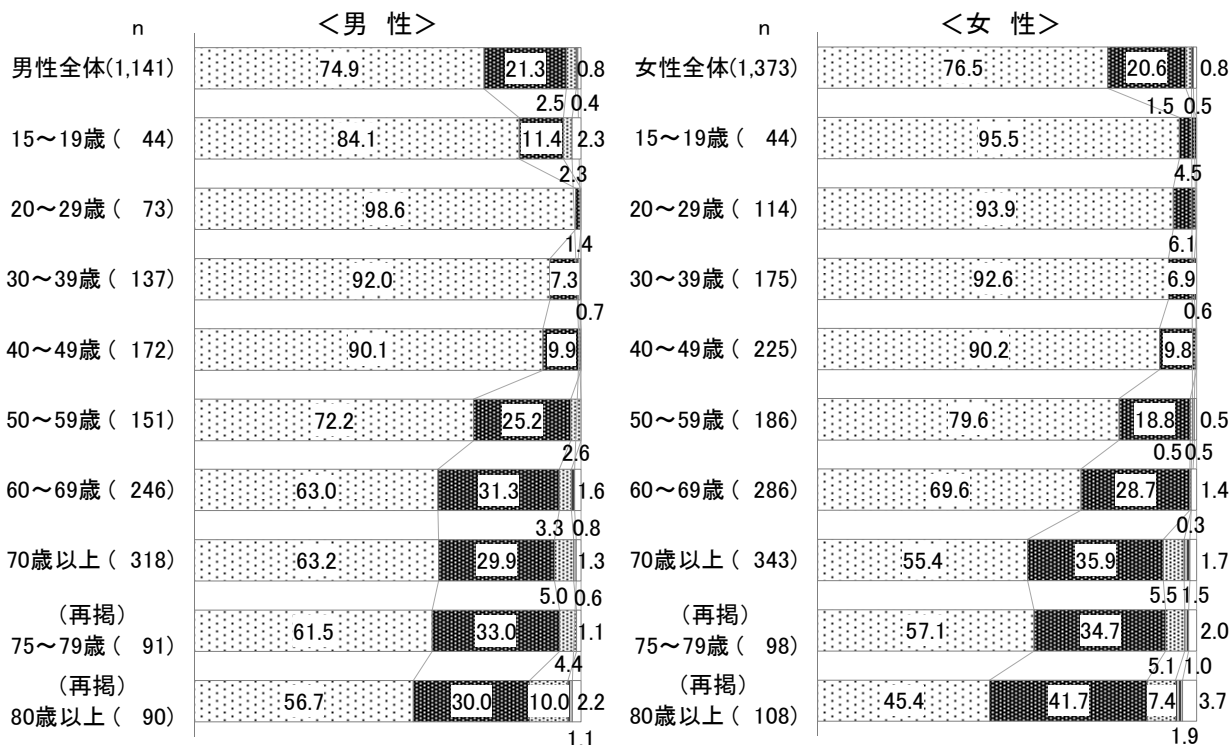 n ＜男 性＞
男性全体(1,141) 74.9 21.3 0.8
2.5 0.4
15～19歳 ( 44) 84.1 11.4 2.3
2.3
20～29歳 ( 73) 98.6
1.4
30～39歳 ( 137) 92.0 7.3
0.7
40～49歳 ( 172) 90.1 9.9
50～59歳 ( 151) 72.2 25.2
2.6
60～69歳 ( 246) 63.0 31.3 1.6
3.3 0.8
70歳以上 ( 318) 63.2 29.9 1.3
5.0 0.6
(再掲)
75～79歳 ( 91) 61.5 33.0 1.1
4.4
(再掲)
80歳以上 ( 90) 56.7 30.0 10.0 2.2
1.1
n ＜女 性＞
女性全体(1,373) 76.5 20.6 0.8
1.5 0.5
15～19歳 ( 44) 95.5
4.5
20～29歳 ( 114) 93.9
6.1
30～39歳 ( 175) 92.6 6.9
0.6
40～49歳 ( 225) 90.2 9.8
50～59歳 ( 186) 79.6 18.8 0.5
0.5 0.5
60～69歳 ( 286) 69.6 28.7 1.4
0.3
70歳以上 ( 343) 55.4 35.9 1.7
5.5 1.5
(再掲)
75～79歳 ( 98) 57.1 34.7 2.0
5.1 1.0
(再掲)
80歳以上 ( 108) 45.4 41.7 7.4 3.7
1.9